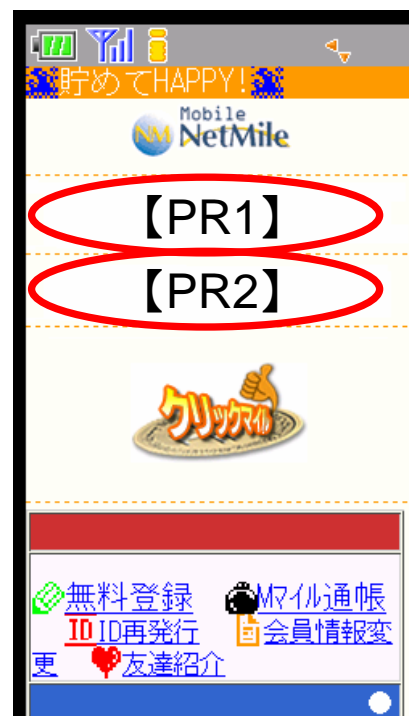 貯めてHAPPY!
Mobile
NM NetMile
【PR1】
【PR2】
クリックマイル
無料登録 Mマイル通帳
ID ID再発行 会員情報変
更 友達紹介